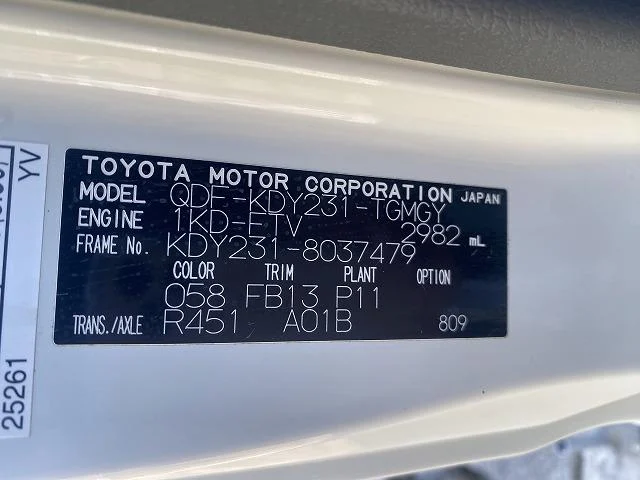 TOYOTA MOTOR CORPORATION JAPAN
MODEL QDF-KDY231-TGMGY
ENGINE 1KD-FTV 2982 mL
FRAME No. KDY231-8037479
COLOR TRIM PLANT OPTION
058 FB13 P11
TRANS./AXLE R451 A01B 809
YV
25261